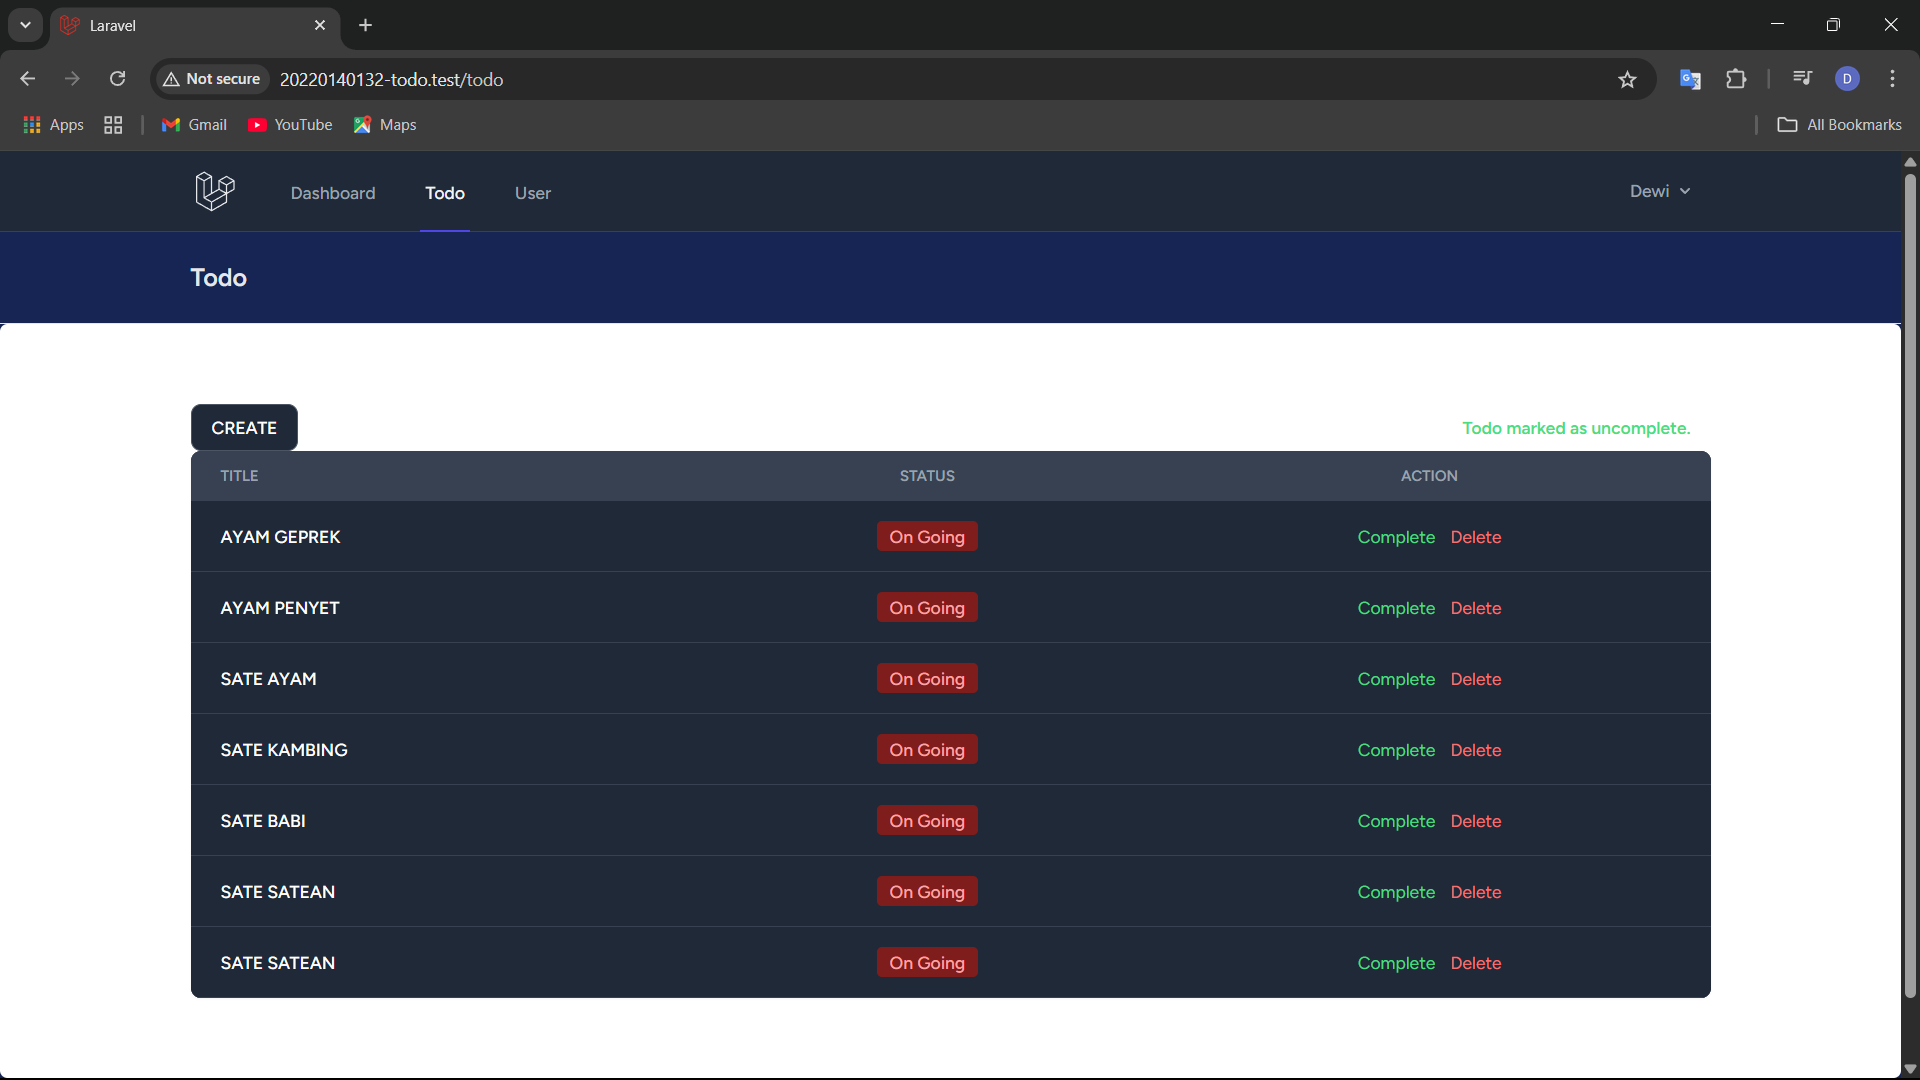 Laravel
Not secure 20220140132-todo.test/todo D
Apps Gmail YouTube Maps All Bookmarks
Dashboard Todo User Dewi
Todo
CREATE Todo marked as uncomplete.
TITLE STATUS ACTION
AYAM GEPREK On Going Complete Delete
AYAM PENYET On Going Complete Delete
SATE AYAM On Going Complete Delete
SATE KAMBING On Going Complete Delete
SATE BABI On Going Complete Delete
SATE SATEAN On Going Complete Delete
SATE SATEAN On Going Complete Delete